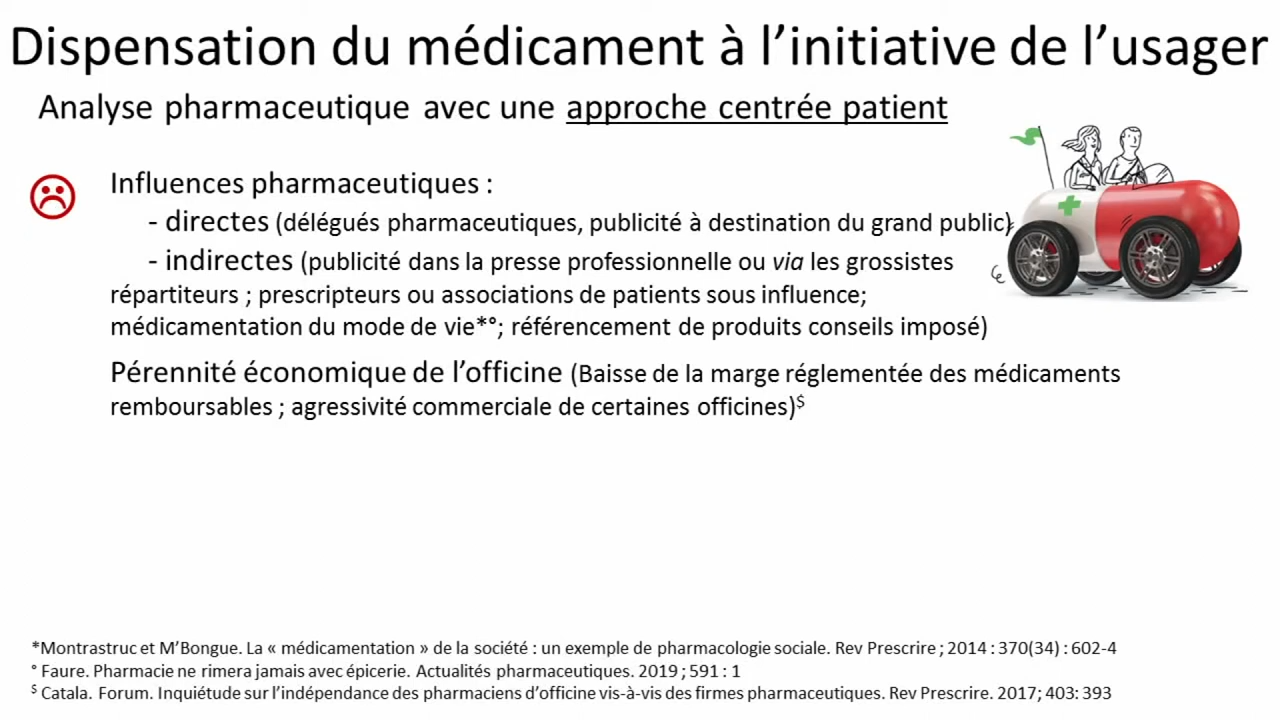 Dispensation du médicament à l’initiative de l’usager
Analyse pharmaceutique avec une approche centrée patient
Influences pharmaceutiques :
- directes (délégués pharmaceutiques, publicité à destination du grand public)
- indirectes (publicité dans la presse professionnelle ou via les grossistes
répartiteurs ; prescripteurs ou associations de patients sous influence;
médicamentation du mode de vie*°; référencement de produits conseils imposé)
Pérennité économique de l’officine (Baisse de la marge réglementée des médicaments
remboursables ; agressivité commerciale de certaines officines)$
*Montrastruc et M’Bongue. La « médicamentation » de la société : un exemple de pharmacologie sociale. Rev Prescrire ; 2014 : 370(34) : 602-4
° Faure. Pharmacie ne rimera jamais avec épicerie. Actualités pharmaceutiques. 2019 ; 591 : 1
$ Catala. Forum. Inquiétude sur l’indépendance des pharmaciens d’officine vis-à-vis des firmes pharmaceutiques. Rev Prescrire. 2017; 403: 393